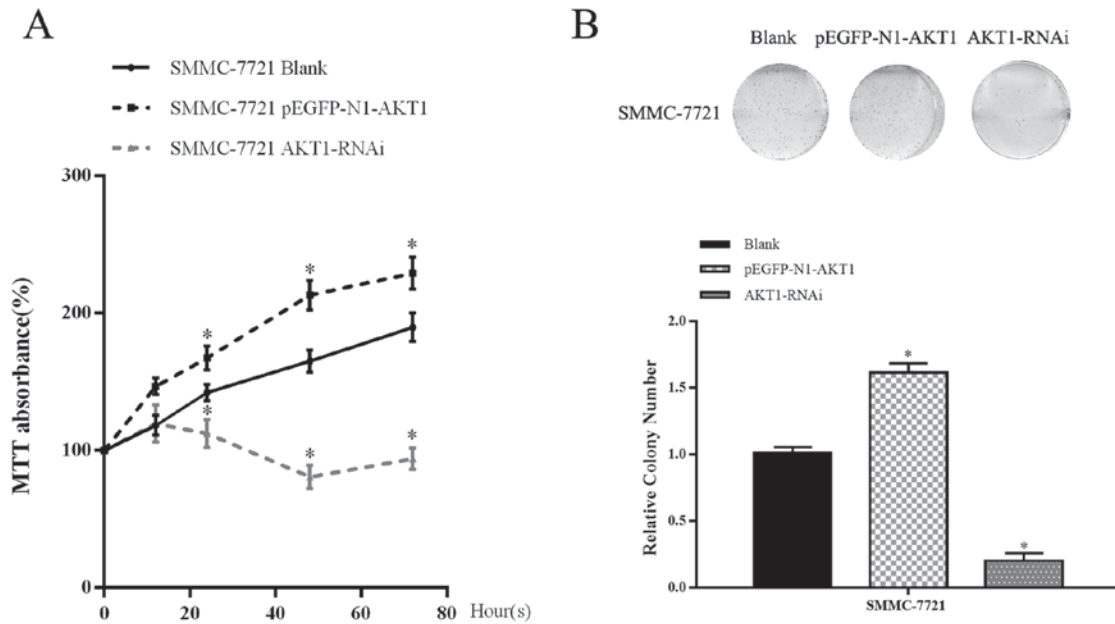 A
SMMC-7721 Blank
SMMC-7721 pEGFP-N1-AKT1
SMMC-7721 AKT1-RNAi
300
200
100
0
MTT absorbance(%)
*
*
*
*
*
*
0 20 40 60 80 Hour(s)
B
Blank pEGFP-N1-AKT1 AKT1-RNAi
SMMC-7721
Blank
pEGFP-N1-AKT1
AKT1-RNAi
2.0
1.5
1.0
0.5
0.0
Relative Colony Number
*
*
SMMC-7721